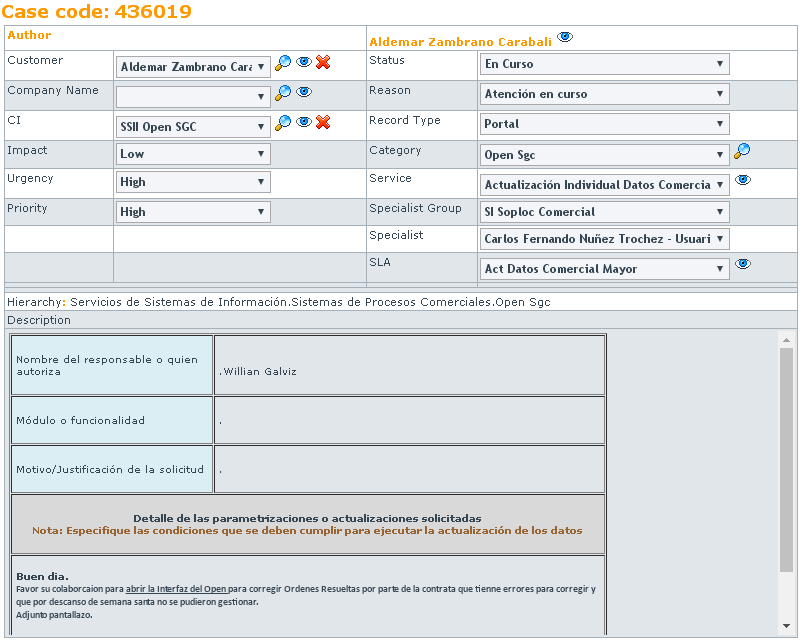 Case code: 436019
Author
Aldemar Zambrano Carabali
Customer
Aldemar Zambrano Cara
Status
En Curso
Company Name
Reason
Atención en curso
CI
SSII Open SGC
Record Type
Portal
Impact
Low
Category
Open Sgc
Urgency
High
Service
Actualización Individual Datos Comercia
Priority
High
Specialist Group
SI Soploc Comercial
Specialist
Carlos Fernando Nuñez Trochez - Usuari
SLA
Act Datos Comercial Mayor
Hierarchy: Servicios de Sistemas de Información.Sistemas de Procesos Comerciales.Open Sgc
Description
Nombre del responsable o quien
autoriza
.Willian Galviz
Módulo o funcionalidad
.
Motivo/Justificación de la solicitud
.
Detalle de las parametrizaciones o actualizaciones solicitadas
Nota: Especifique las condiciones que se deben cumplir para ejecutar la actualización de los datos
Buen dia.
Favor su colaborcaion para abrir la Interfaz del Open para corregir Ordenes Resueltas por parte de la contrata que tienne errores para corregir y
que por descanso de semana santa no se pudieron gestionar.
Adjunto pantallazo.